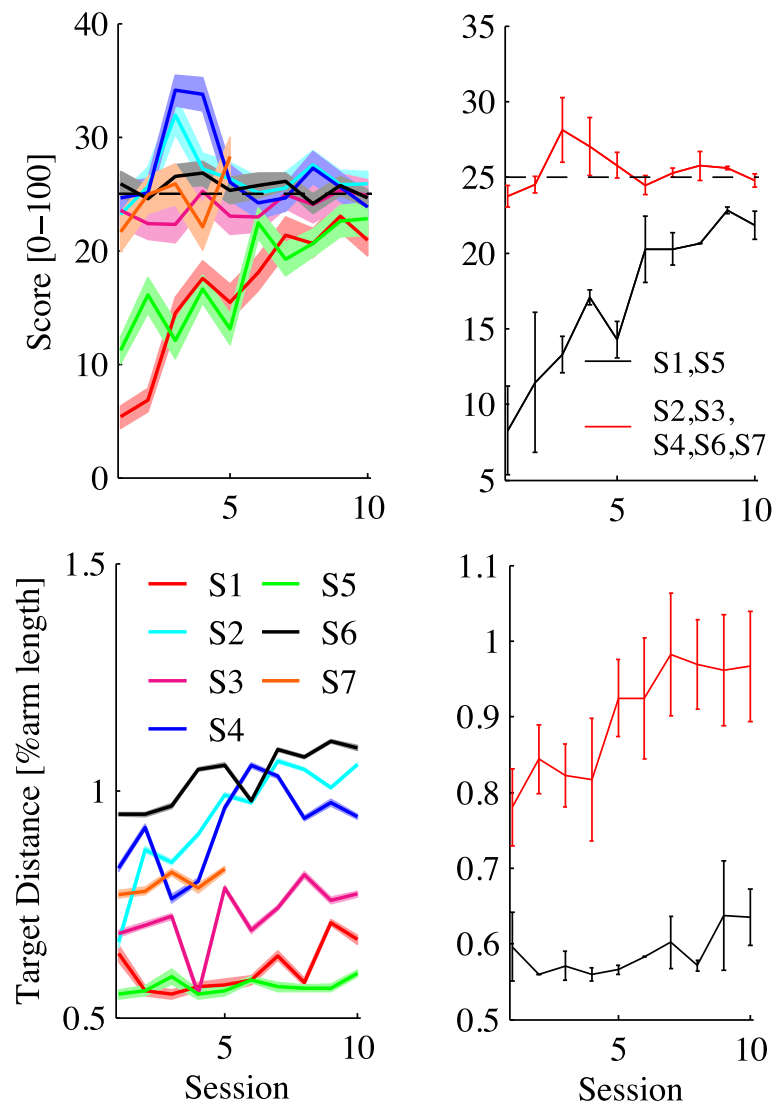 Score [0−100]
40
30
20
10
0
5
10
35
30
25
20
15
10
5
5
10
S1,S5
S2,S3,
S4,S6,S7
Target Distance [%arm length]
1.5
1
0.5
5
10
Session
S1
S5
S2
S6
S3
S7
S4
1.1
1
0.9
0.8
0.7
0.6
0.5
5
10
Session